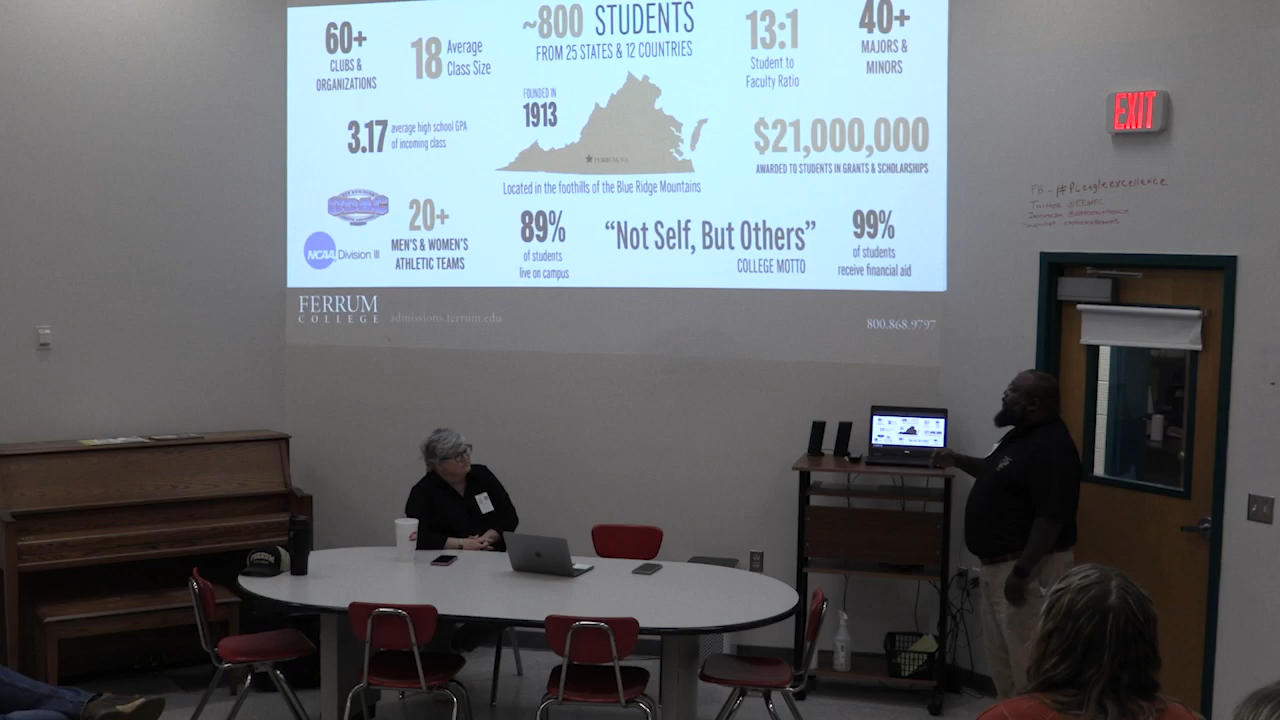 60+
CLUBS &
ORGANIZATIONS
18
Average
Class Size
~800 STUDENTS
FROM 25 STATES & 12 COUNTRIES
13:1
Student to
Faculty Ratio
40+
MAJORS &
MINORS
3.17
average high school GPA
of incoming class
FOUNDED IN
1913
FERRUM, VA
Located in the foothills of the Blue Ridge Mountains
$21,000,000
AWARDED TO STUDENTS IN GRANTS & SCHOLARSHIPS
NCAA Division III
20+
MEN'S & WOMEN'S
ATHLETIC TEAMS
89%
of students
live on campus
“Not Self, But Others”
COLLEGE MOTTO
99%
of students
receive financial aid
FERRUM
COLLEGE
admissions.ferrum.edu
800.868.9797
EXIT